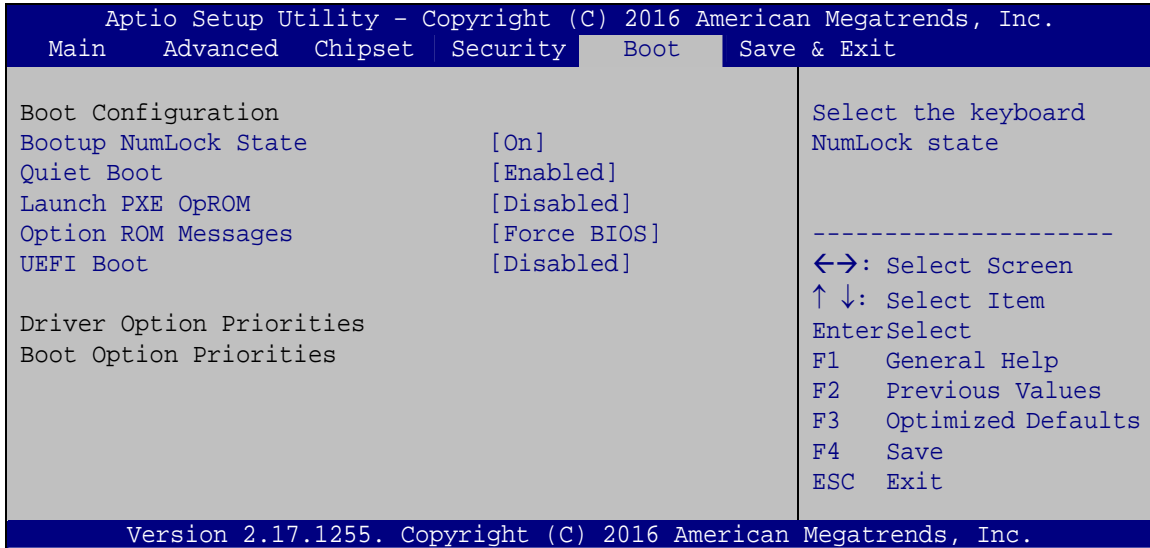 Aptio Setup Utility – Copyright (C) 2016 American Megatrends, Inc.
Main Advanced Chipset Security Boot Save & Exit
Boot Configuration
Bootup NumLock State [On]
Quiet Boot [Enabled]
Launch PXE OpROM [Disabled]
Option ROM Messages [Force BIOS]
UEFI Boot [Disabled]
Driver Option Priorities
Boot Option Priorities
Select the keyboard
NumLock state
---------------------
←→: Select Screen
↑ ↓: Select Item
EnterSelect
F1 General Help
F2 Previous Values
F3 Optimized Defaults
F4 Save
ESC Exit
Version 2.17.1255. Copyright (C) 2016 American Megatrends, Inc.